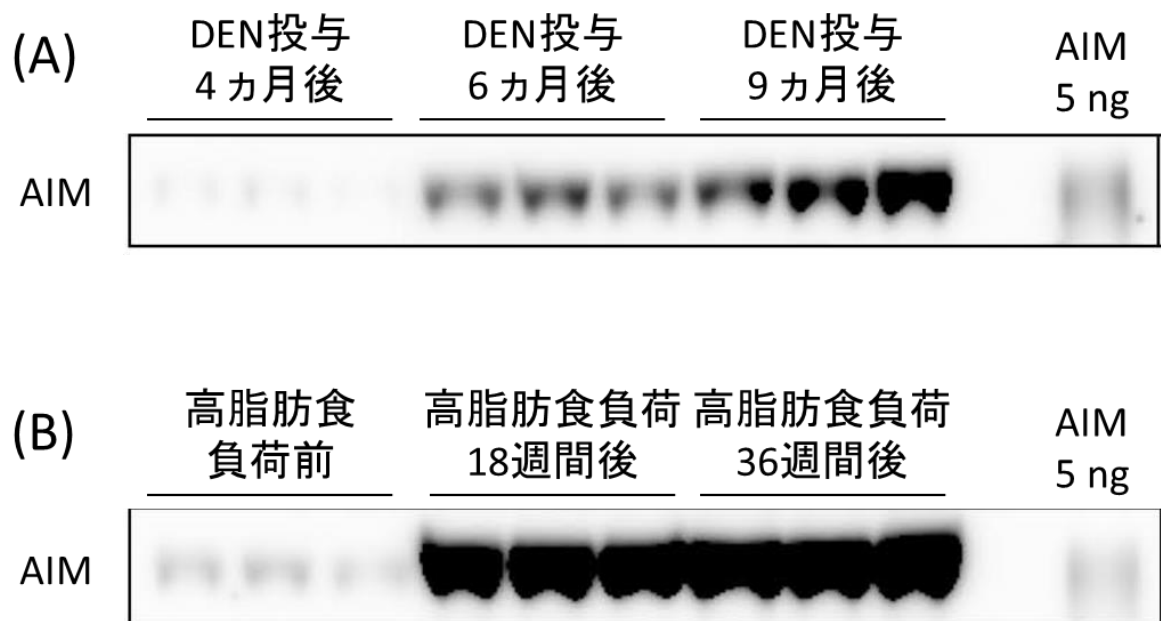 (A)
DEN投与
4 ヵ月後
DEN投与
6 ヵ月後
DEN投与
9 ヵ月後
AIM
5 ng
AIM
(B)
高脂肪食
負荷前
高脂肪食負荷
18週間後
高脂肪食負荷
36週間後
AIM
5 ng
AIM